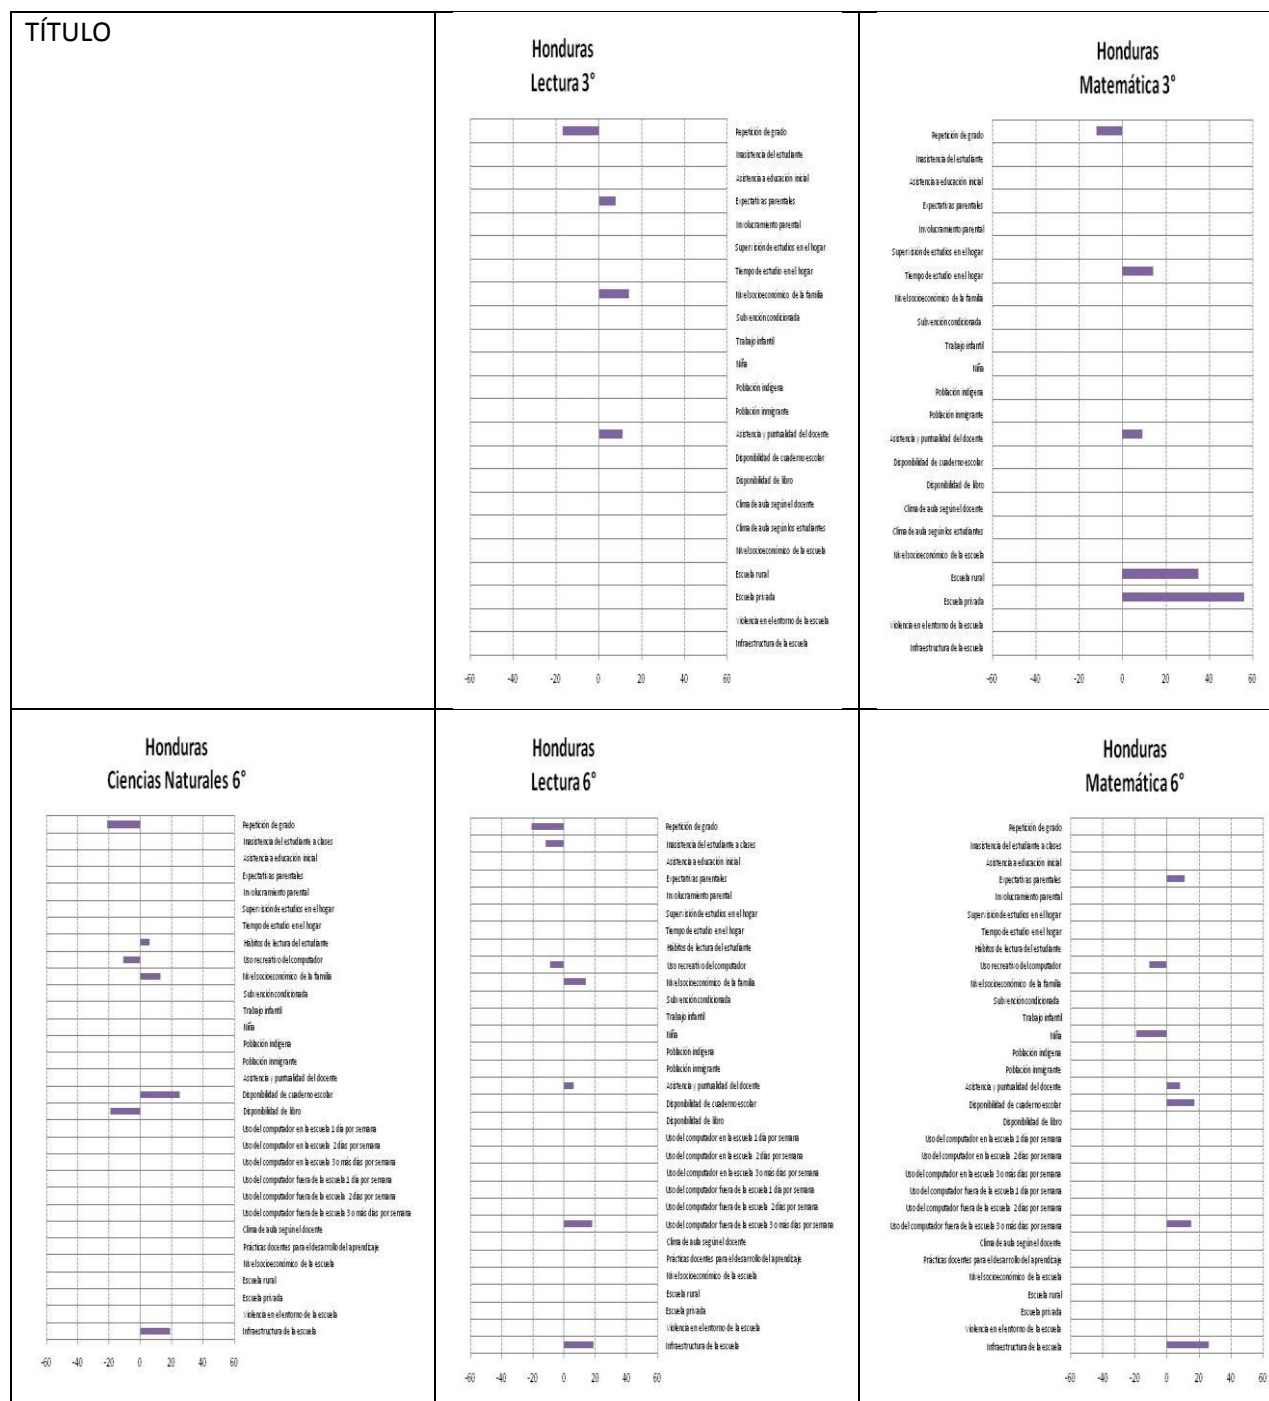 TÍTULO
Honduras
Lectura 3°
Repetición de grado
Inasistencia del estudiante
Asistencia a educación inicial
Expectativas parentales
Involucramiento parental
Supervisión de estudios en el hogar
Tiempo de estudio en el hogar
Nivel socioeconómico de la familia
Subvención condicionada
Trabajo infantil
Niña
Población indígena
Población inmigrante
Asistencia y puntualidad del docente
Disponibilidad de cuaderno escolar
Disponibilidad de libro
Clima de aula según el docente
Clima de aula según los estudiantes
Nivel socioeconómico de la escuela
Escuela rural
Escuela privada
Violencia en el entorno de la escuela
Infraestructura de la escuela
-60 -40 -20 0 20 40 60
Honduras
Matemática 3°
Repetición de grado
Inasistencia del estudiante
Asistencia a educación inicial
Expectativas parentales
Involucramiento parental
Supervisión de estudios en el hogar
Tiempo de estudio en el hogar
Nivel socioeconómico de la familia
Subvención condicionada
Trabajo infantil
Niña
Población indígena
Población inmigrante
Asistencia y puntualidad del docente
Disponibilidad de cuaderno escolar
Disponibilidad de libro
Clima de aula según el docente
Clima de aula según los estudiantes
Nivel socioeconómico de la escuela
Escuela rural
Escuela privada
Violencia en el entorno de la escuela
Infraestructura de la escuela
-60 -40 -20 0 20 40 60
Honduras
Ciencias Naturales 6°
Repetición de grado
Inasistencia del estudiante a clases
Asistencia a educación inicial
Expectativas parentales
Involucramiento parental
Supervisión de estudios en el hogar
Tiempo de estudio en el hogar
Hábitos de lectura del estudiante
Uso recreativo del computador
Nivel socioeconómico de la familia
Subvención condicionada
Trabajo infantil
Niña
Población indígena
Población inmigrante
Asistencia y puntualidad del docente
Disponibilidad de cuaderno escolar
Disponibilidad de libro
Uso del computador en la escuela 1 día por semana
Uso del computador en la escuela 2 días por semana
Uso del computador en la escuela 3 o más días por semana
Uso del computador fuera de la escuela 1 día por semana
Uso del computador fuera de la escuela 2 días por semana
Uso del computador fuera de la escuela 3 o más días por semana
Clima de aula según el docente
Prácticas docentes para el desarrollo del aprendizaje
Nivel socioeconómico de la escuela
Escuela rural
Escuela privada
Violencia en el entorno de la escuela
Infraestructura de la escuela
-60 -40 -20 0 20 40 60
Honduras
Lectura 6°
Repetición de grado
Inasistencia del estudiante a clases
Asistencia a educación inicial
Expectativas parentales
Involucramiento parental
Supervisión de estudios en el hogar
Tiempo de estudio en el hogar
Hábitos de lectura del estudiante
Uso recreativo del computador
Nivel socioeconómico de la familia
Subvención condicionada
Trabajo infantil
Niña
Población indígena
Población inmigrante
Asistencia y puntualidad del docente
Disponibilidad de cuaderno escolar
Disponibilidad de libro
Uso del computador en la escuela 1 día por semana
Uso del computador en la escuela 2 días por semana
Uso del computador en la escuela 3 o más días por semana
Uso del computador fuera de la escuela 1 día por semana
Uso del computador fuera de la escuela 2 días por semana
Uso del computador fuera de la escuela 3 o más días por semana
Clima de aula según el docente
Prácticas docentes para el desarrollo del aprendizaje
Nivel socioeconómico de la escuela
Escuela rural
Escuela privada
Violencia en el entorno de la escuela
Infraestructura de la escuela
-60 -40 -20 0 20 40 60
Honduras
Matemática 6°
Repetición de grado
Inasistencia del estudiante a clases
Asistencia a educación inicial
Expectativas parentales
Involucramiento parental
Supervisión de estudios en el hogar
Tiempo de estudio en el hogar
Hábitos de lectura del estudiante
Uso recreativo del computador
Nivel socioeconómico de la familia
Subvención condicionada
Trabajo infantil
Niña
Población indígena
Población inmigrante
Asistencia y puntualidad del docente
Disponibilidad de cuaderno escolar
Disponibilidad de libro
Uso del computador en la escuela 1 día por semana
Uso del computador en la escuela 2 días por semana
Uso del computador en la escuela 3 o más días por semana
Uso del computador fuera de la escuela 1 día por semana
Uso del computador fuera de la escuela 2 días por semana
Uso del computador fuera de la escuela 3 o más días por semana
Clima de aula según el docente
Prácticas docentes para el desarrollo del aprendizaje
Nivel socioeconómico de la escuela
Escuela rural
Escuela privada
Violencia en el entorno de la escuela
Infraestructura de la escuela
-60 -40 -20 0 20 40 60